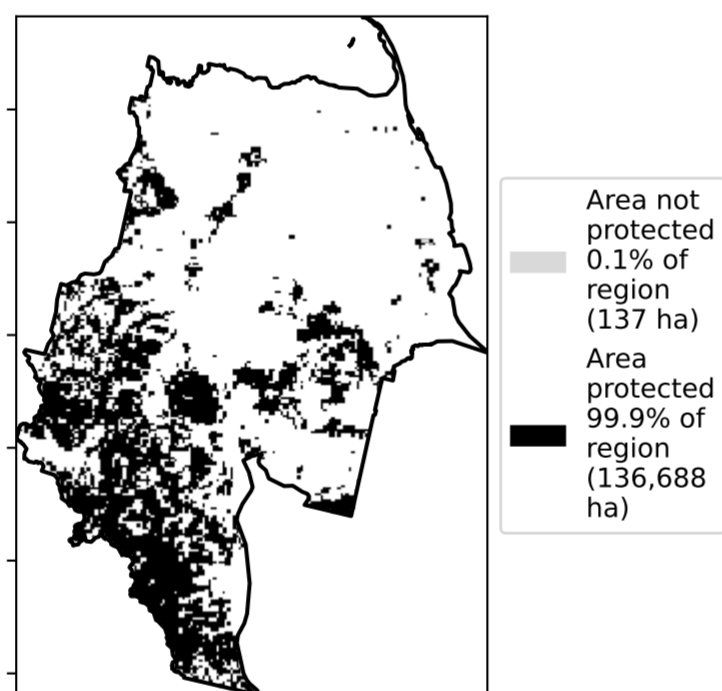 Area not
protected
0.1% of
region
(137 ha)
Area
protected
99.9% of
region
(136,688
ha)